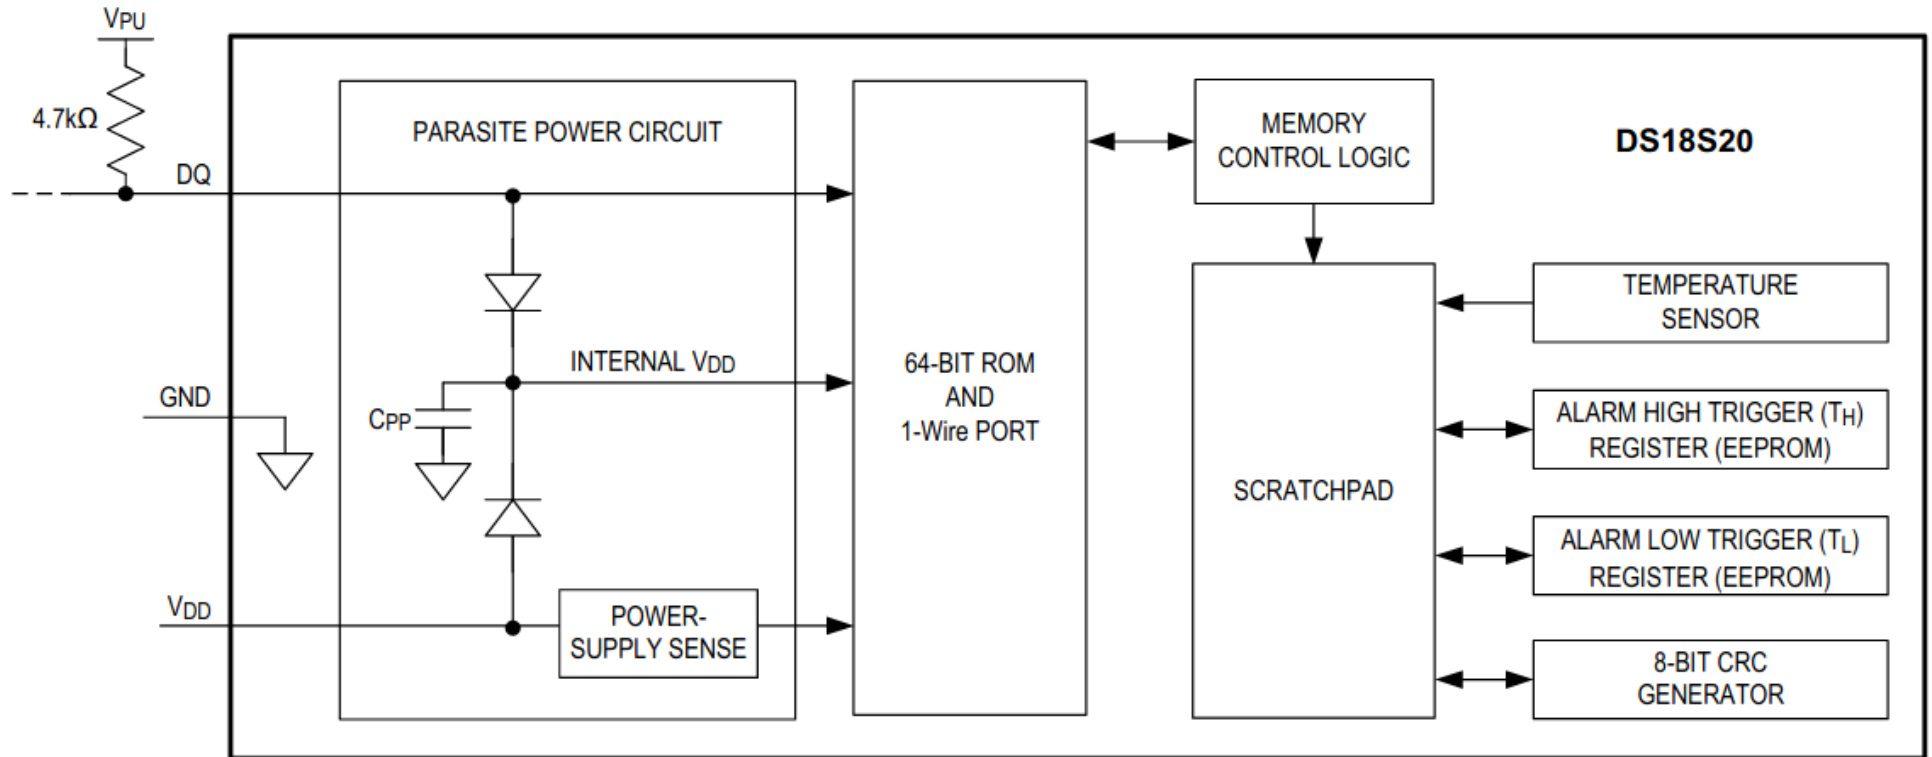 VPU
4.7kΩ
DQ
GND
VDD
PARASITE POWER CIRCUIT
INTERNAL VDD
CPP
POWER-
SUPPLY SENSE
64-BIT ROM
AND
1-Wire PORT
MEMORY
CONTROL LOGIC
DS18S20
SCRATCHPAD
TEMPERATURE
SENSOR
ALARM HIGH TRIGGER (TH)
REGISTER (EEPROM)
ALARM LOW TRIGGER (TL)
REGISTER (EEPROM)
8-BIT CRC
GENERATOR